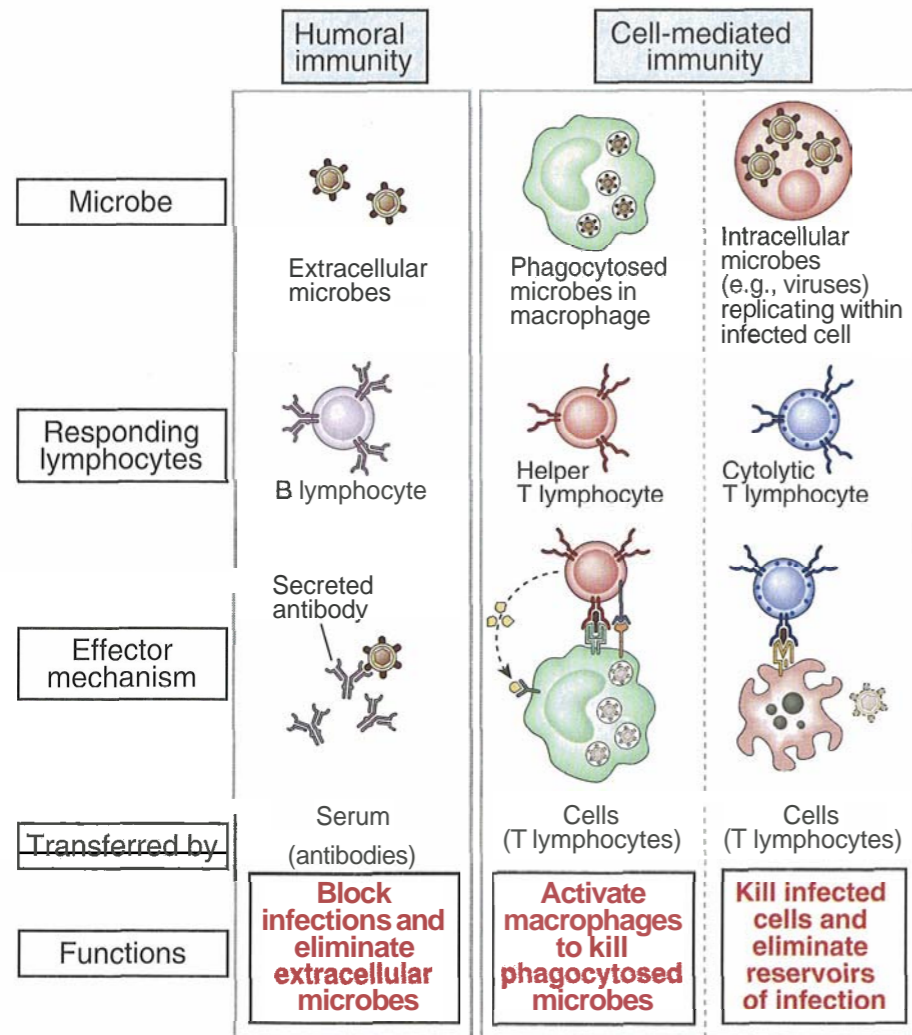 Humoral
immunity
Cell-mediated
immunity
Microbe
Extracellular
microbes
Phagocytosed
microbes in
macrophage
Intracellular
microbes
(e.g., viruses)
replicating within
infected cell
Responding
lymphocytes
B lymphocyte
Helper
T lymphocyte
Cytolytic
T lymphocyte
Effector
mechanism
Secreted
antibody
Transferred by
Serum
(antibodies)
Cells
(T lymphocytes)
Cells
(T lymphocytes)
Functions
Block
infections and
eliminate
extracellular
microbes
Activate
macrophages
to kill
phagocytosed
microbes
Kill infected
cells and
eliminate
reservoirs
of infection